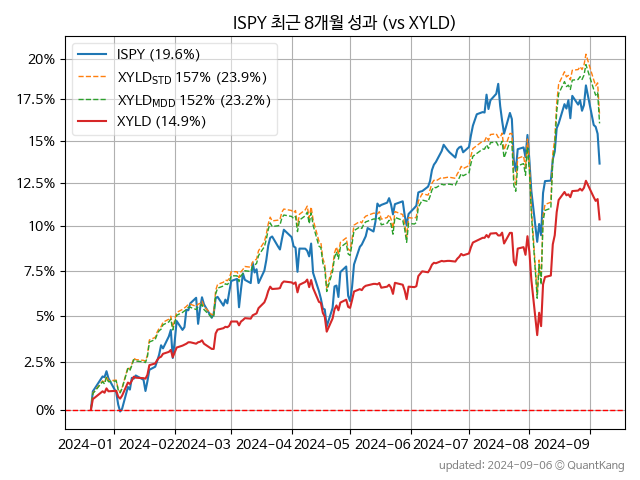 ISPY 최근 8개월 성과 (vs XYLD)
ISPY (19.6%)
XYLD_STD 157% (23.9%)
XYLD_MDD 152% (23.2%)
XYLD (14.9%)
20%
17.5%
15%
12.5%
10%
7.5%
5%
2.5%
0%
2024-01 2024-02 2024-03 2024-04 2024-05 2024-06 2024-07 2024-08 2024-09
updated: 2024-09-06 © QuantKang